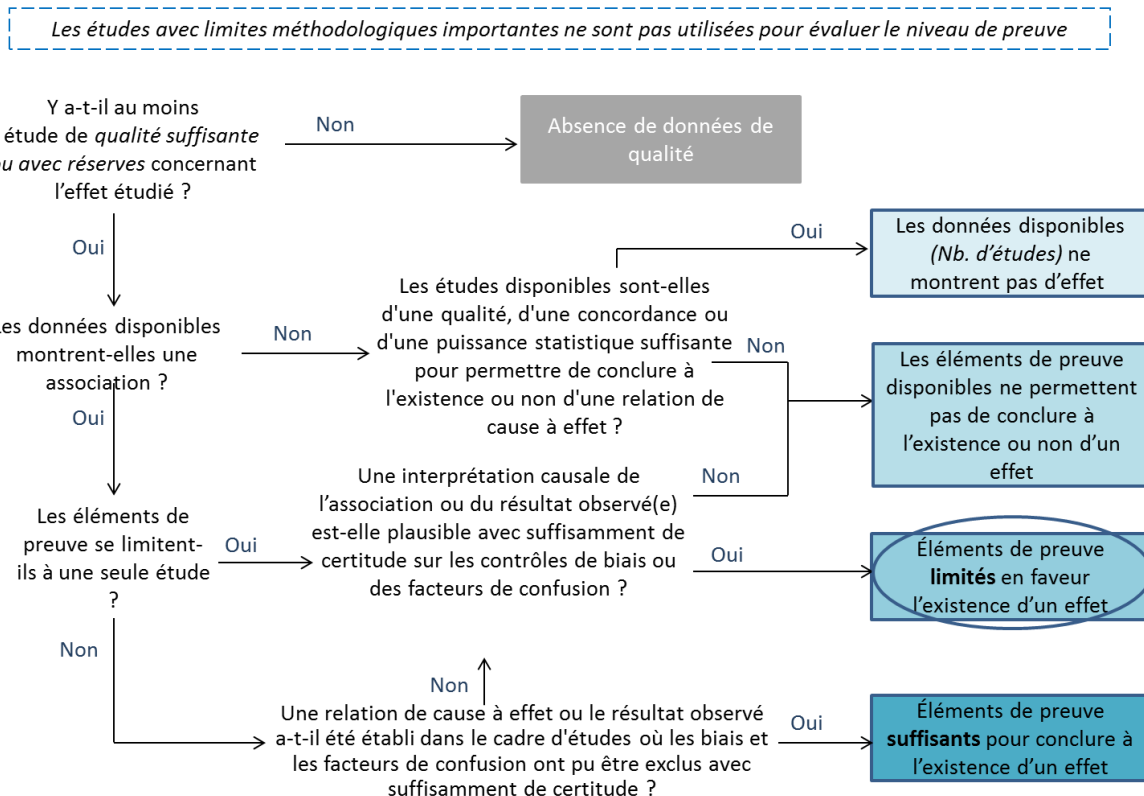 Les études avec limites méthodologiques importantes ne sont pas utilisées pour évaluer le niveau de preuve
Y a-t-il au moins
étude de qualité suffisante
ou avec réserves concernant
l'effet étudié ?
Non
Absence de données de
qualité
Oui
Les données disponibles
montrent-elles une
association ?
Non
Les études disponibles sont-elles
d'une qualité, d'une concordance ou
d'une puissance statistique suffisante
pour permettre de conclure à
l'existence ou non d'une relation de
cause à effet ?
Oui
Les données disponibles
(Nb. d'études) ne
montrent pas d'effet
Non
Les éléments de preuve
disponibles ne permettent
pas de conclure à
l'existence ou non d'un
effet
Oui
Les éléments de
preuve se limitent-
ils à une seule étude
?
Oui
Une interprétation causale de
l'association ou du résultat observé(e)
est-elle plausible avec suffisamment de
certitude sur les contrôles de biais ou
des facteurs de confusion ?
Non
Oui
Éléments de preuve
limités en faveur
l'existence d'un effet
Non
Non
Une relation de cause à effet ou le résultat observé
a-t-il été établi dans le cadre d'études où les biais et
les facteurs de confusion ont pu être exclus avec
suffisamment de certitude ?
Oui
Éléments de preuve
suffisants pour conclure à
l'existence d'un effet